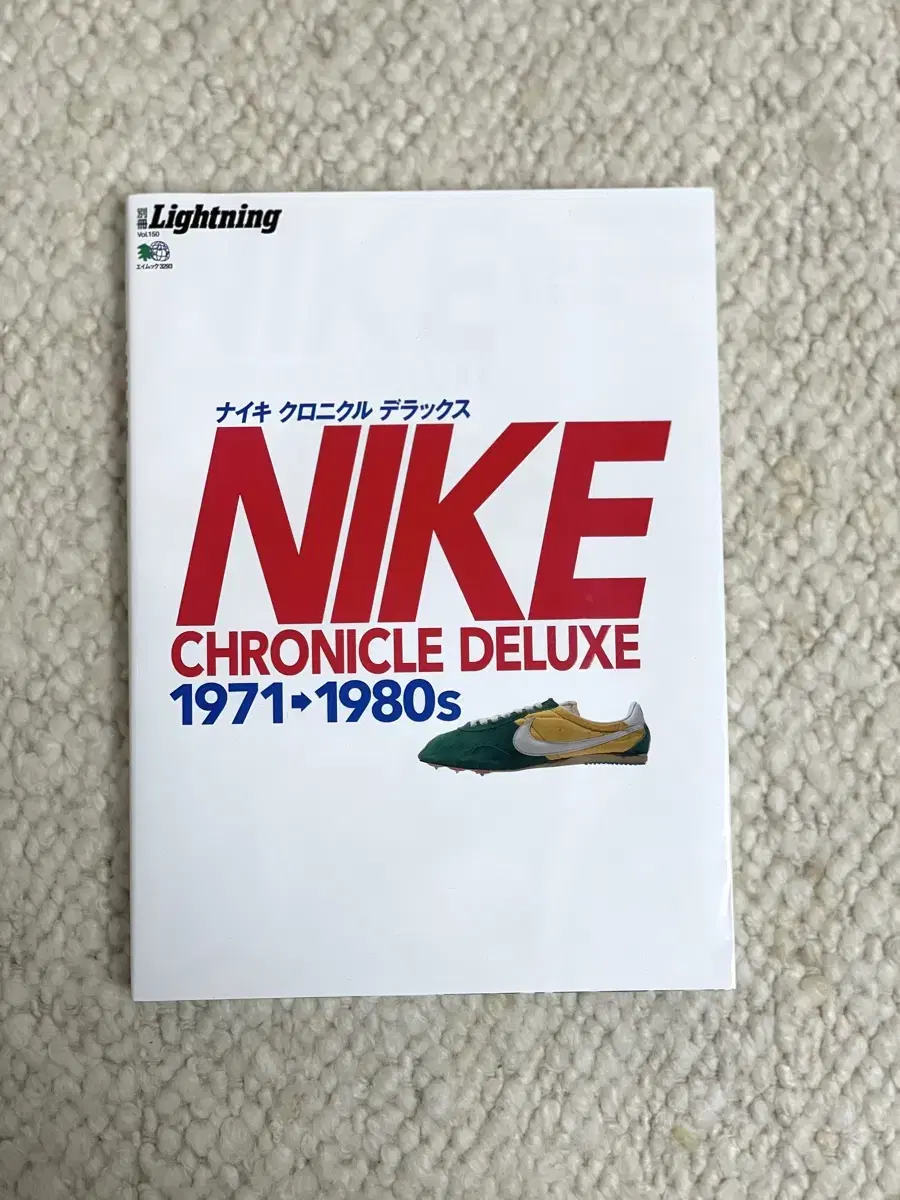 別冊 Lightning
Vol.150
エイムック 3293
ナイキ クロニクル デラックス
NIKE
CHRONICLE DELUXE
1971➡1980s